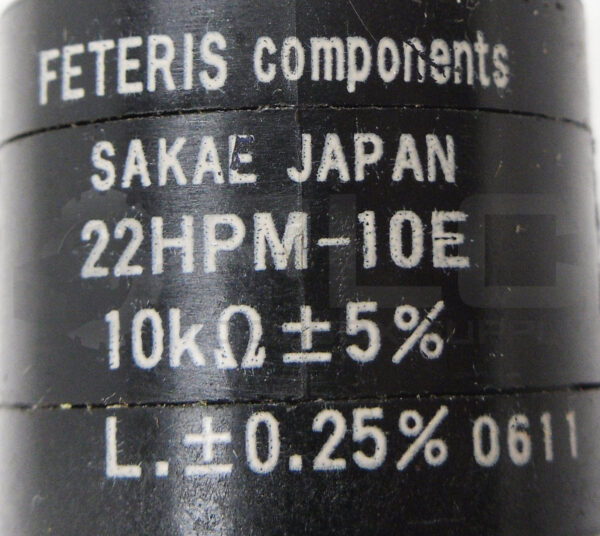 FETERIS components
SAKAE JAPAN
22HPM-10E
10kΩ ±5%
L.±0.25% 0611